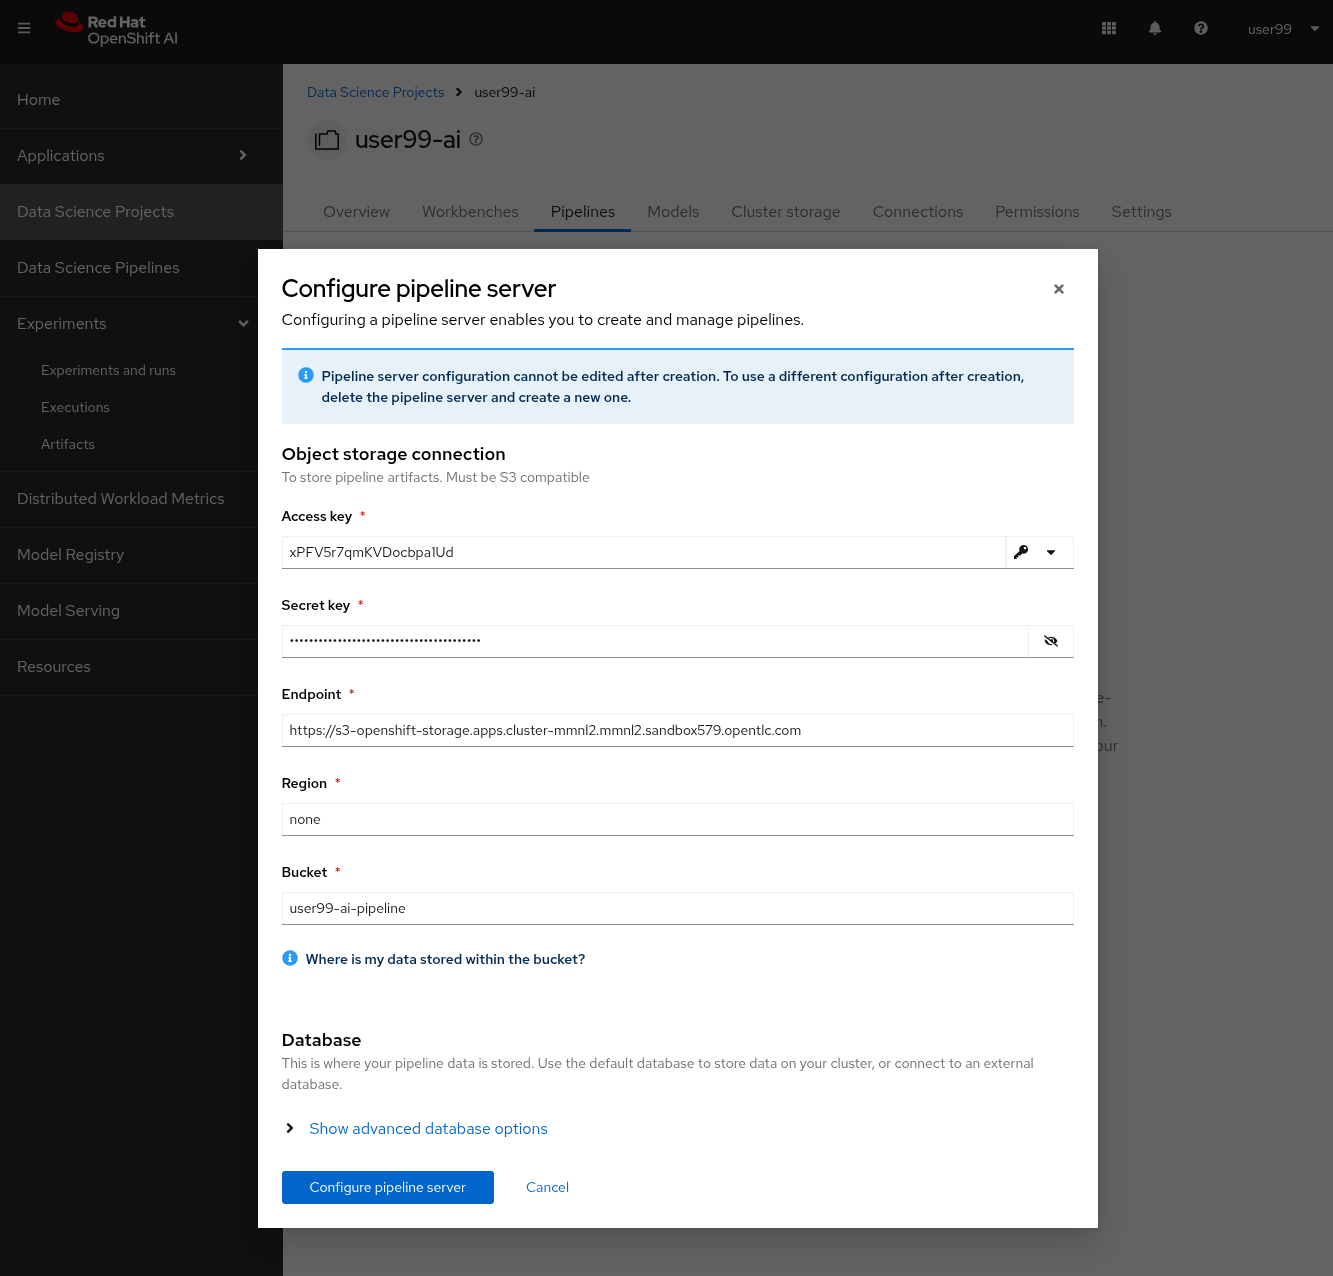 Red Hat
OpenShift AI
user99
Home
Applications
Data Science Projects
Data Science Pipelines
Experiments
Experiments and runs
Executions
Artifacts
Distributed Workload Metrics
Model Registry
Model Serving
Resources
Data Science Projects user99-ai
user99-ai
Overview Workbenches Pipelines Models Cluster storage Connections Permissions Settings
Configure pipeline server
Configuring a pipeline server enables you to create and manage pipelines.
Pipeline server configuration cannot be edited after creation. To use a different configuration after creation,
delete the pipeline server and create a new one.
Object storage connection
To store pipeline artifacts. Must be S3 compatible
Access key *
xPFV5r7qmKVDocbpa1Ud
Secret key *
••••••••••••••••••••••••••••••••••••••••
Endpoint *
https://s3-openshift-storage.apps.cluster-mmnl2.mmnl2.sandbox579.opentlc.com
Region *
none
Bucket *
user99-ai-pipeline
Where is my data stored within the bucket?
Database
This is where your pipeline data is stored. Use the default database to store data on your cluster, or connect to an external
database.
Show advanced database options
Configure pipeline server Cancel